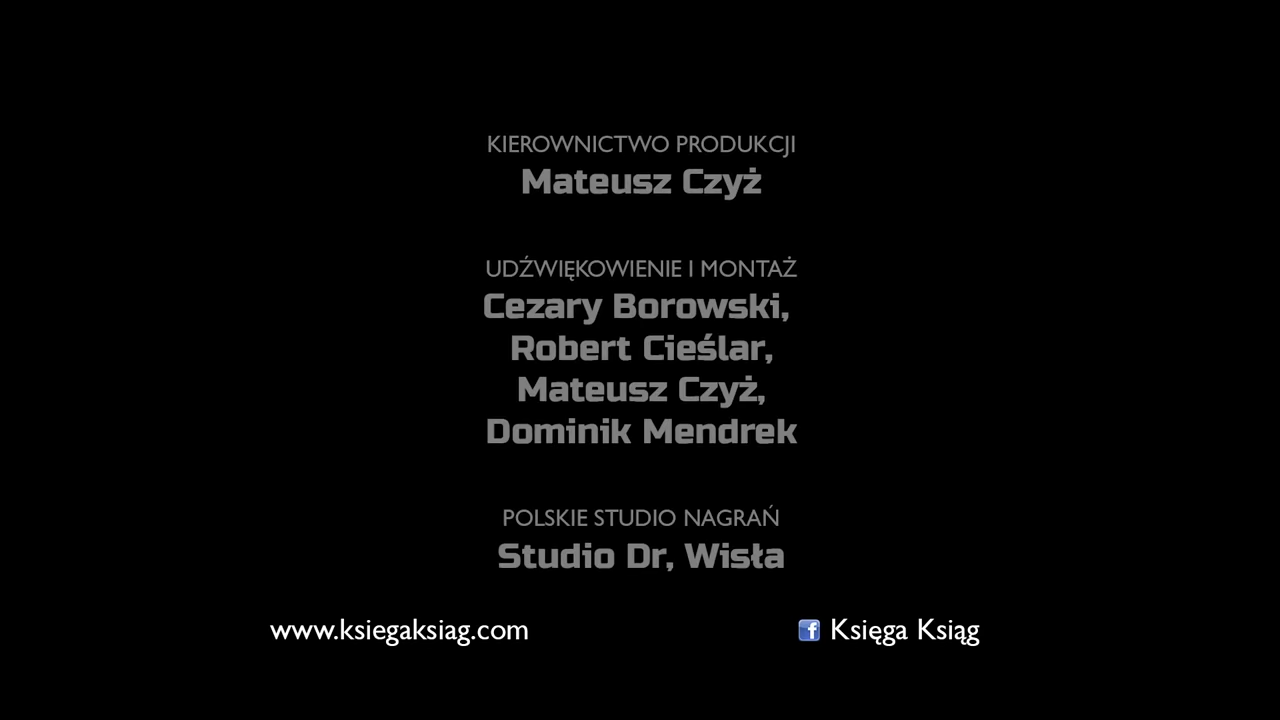 KIEROWNICTWO PRODUKCJI
Mateusz Czyż
UDŹWIĘKOWIENIE I MONTAŻ
Cezary Borowski,
Robert Cieślar,
Mateusz Czyż,
Dominik Mendrek
POLSKIE STUDIO NAGRAŃ
Studio Dr, Wisła
www.ksiegaksiag.com
f Księga Ksiąg